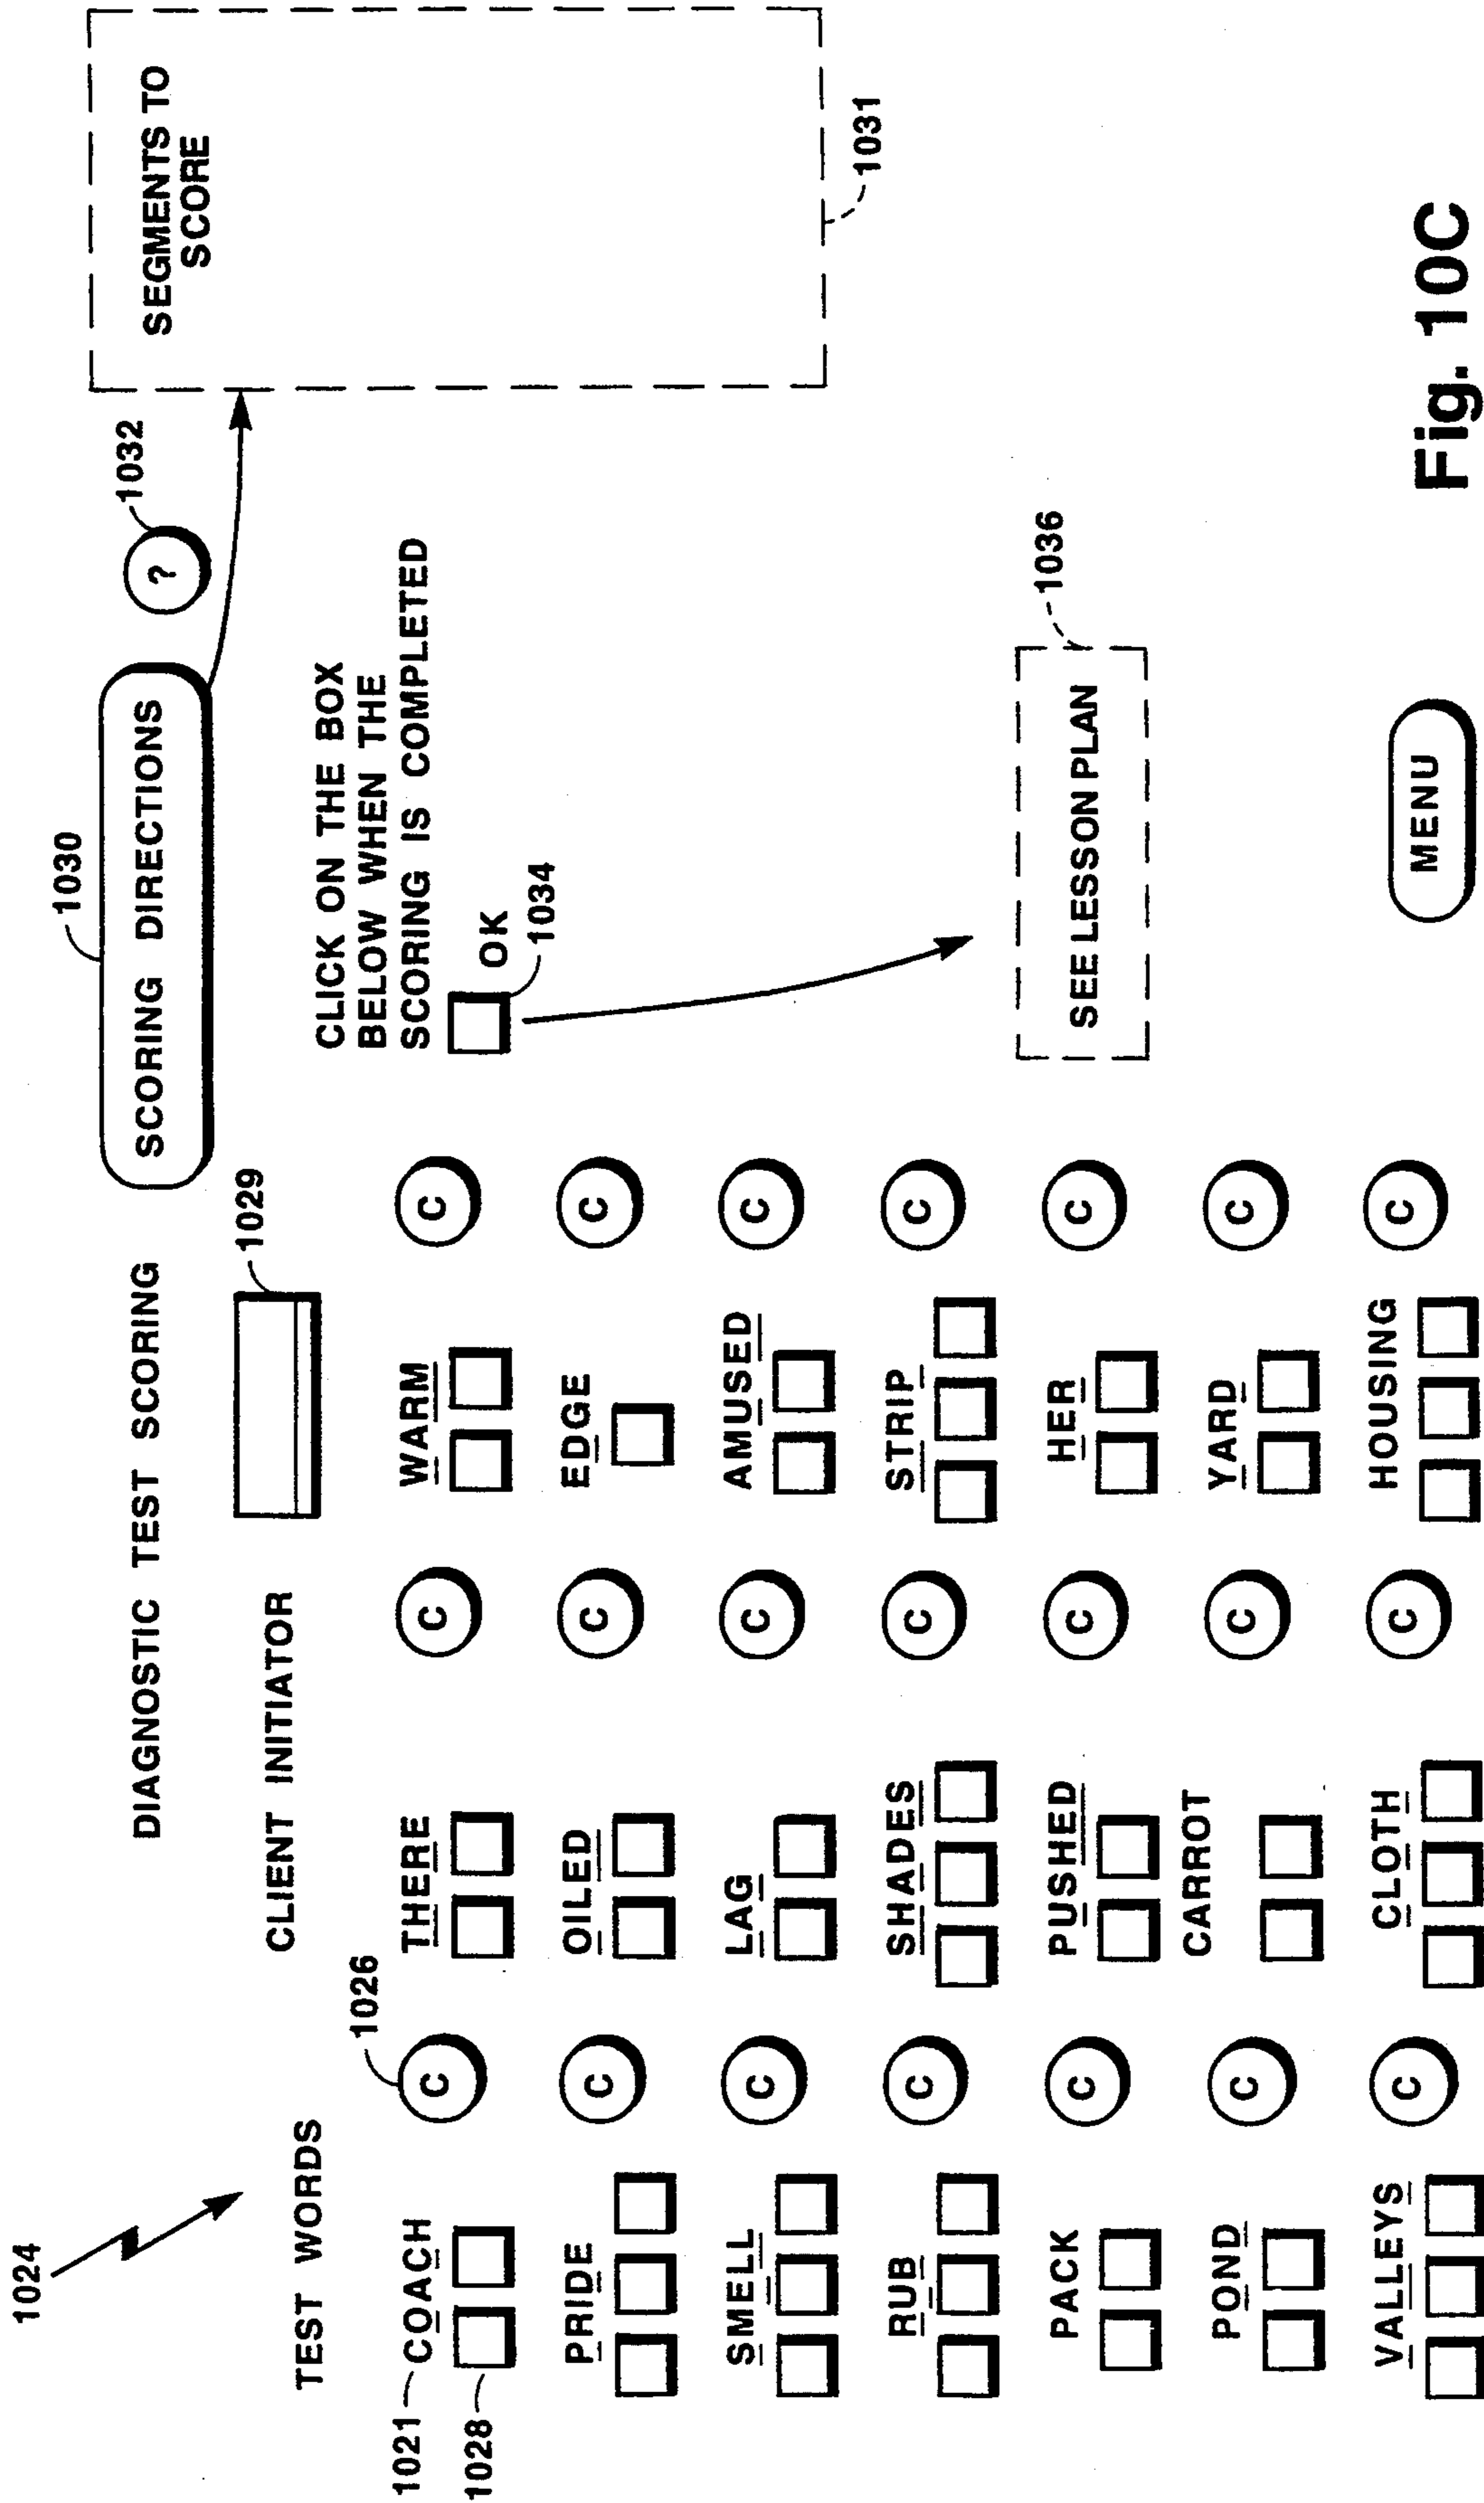 1024
1030
1032
DIAGNOSTIC TEST SCORING
SCORING DIRECTIONS
?
SEGMENTS TO
SCORE
TEST WORDS
CLIENT INITIATOR
1029
1026
CLICK ON THE BOX
BELOW WHEN THE
SCORING IS COMPLETED
1021
COACH
C
THERE
C
WARM
C
1028
OK
1034
PRIDE
C
OILED
C
EDGE
C
SMELL
C
LAG
C
AMUSED
C
1031
RUB
C
SHADES
C
STRIP
C
PACK
C
PUSHED
C
HER
C
SEE LESSON PLAN
1036
POND
C
CARROT
C
YARD
C
VALLEYS
C
CLOTH
C
HOUSING
C
MENU
Fig. 10C